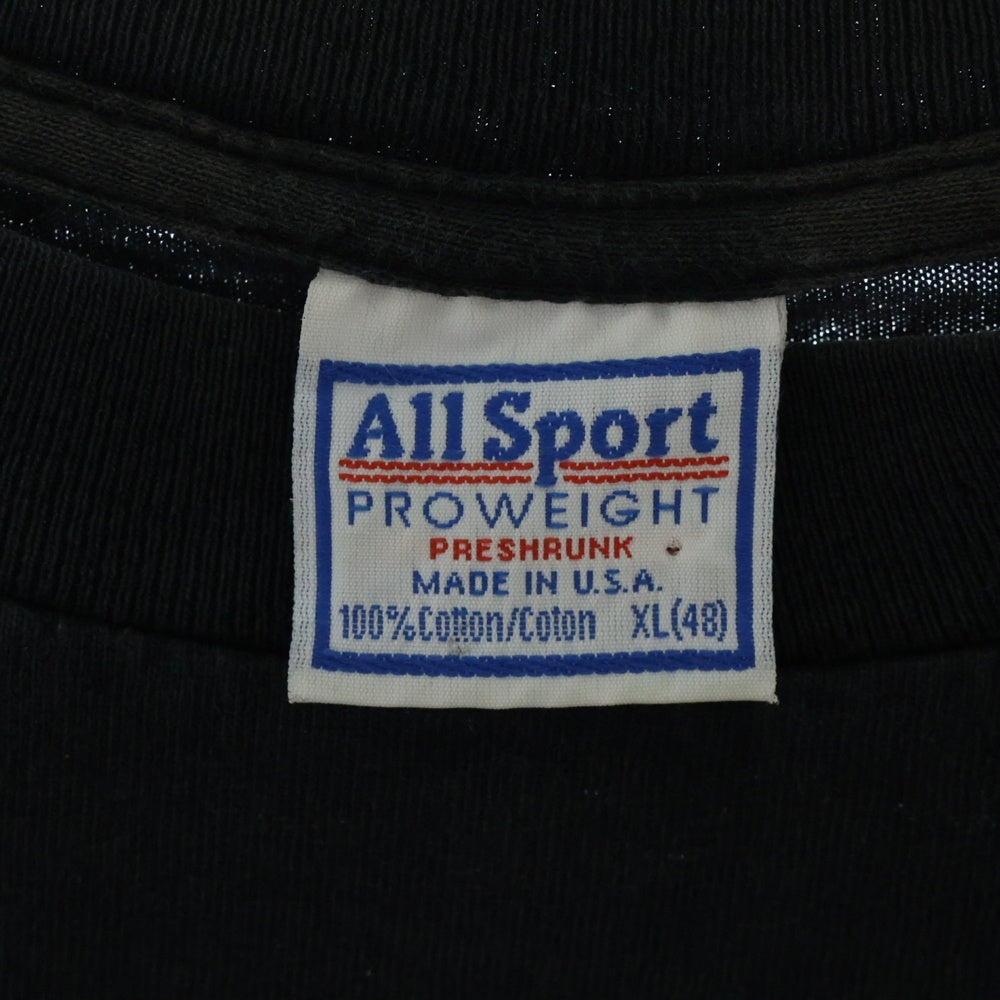 All Sport
PROWEIGHT
PRESHRUNK
MADE IN U.S.A.
100% Cotton/Coton XL(48)